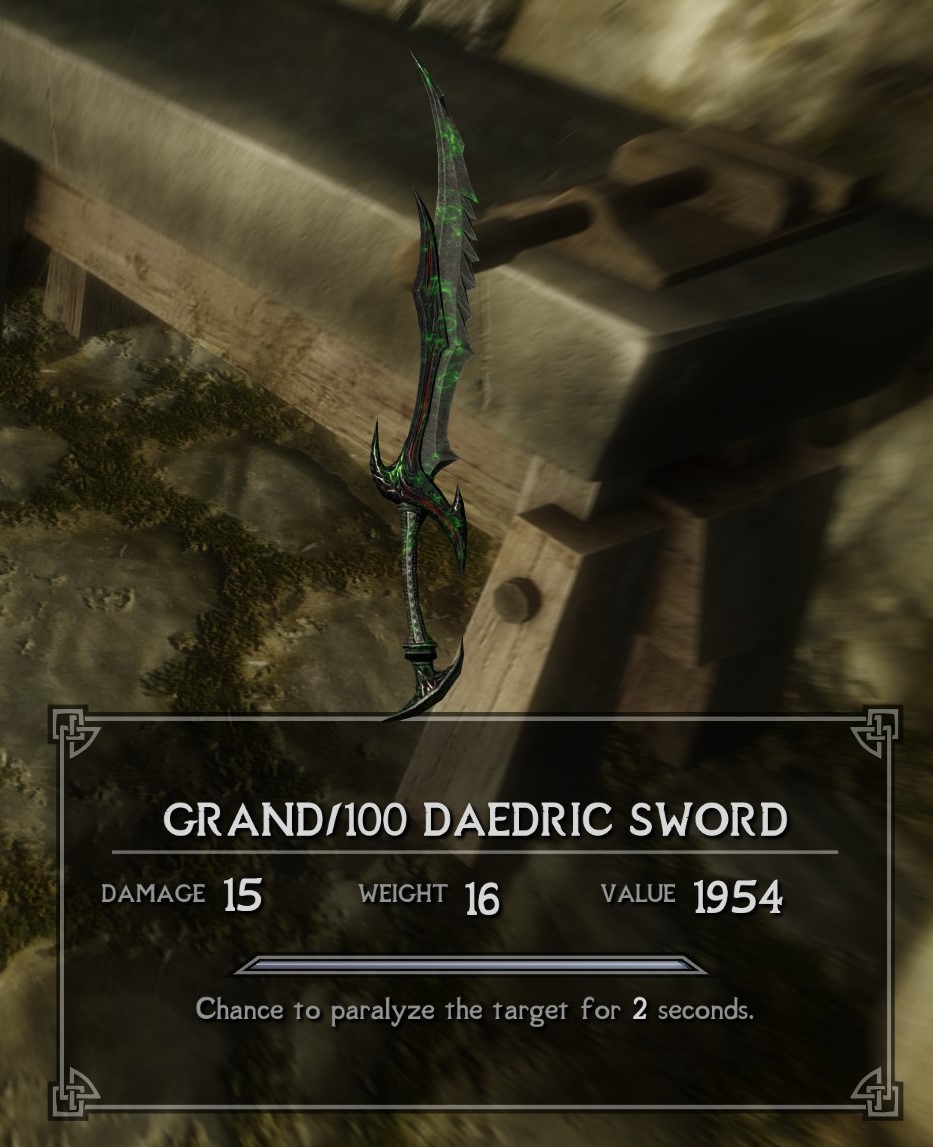 GRAND/100 DAEDRIC SWORD
DAMAGE 15 WEIGHT 16 VALUE 1954
Chance to paralyze the target for 2 seconds.